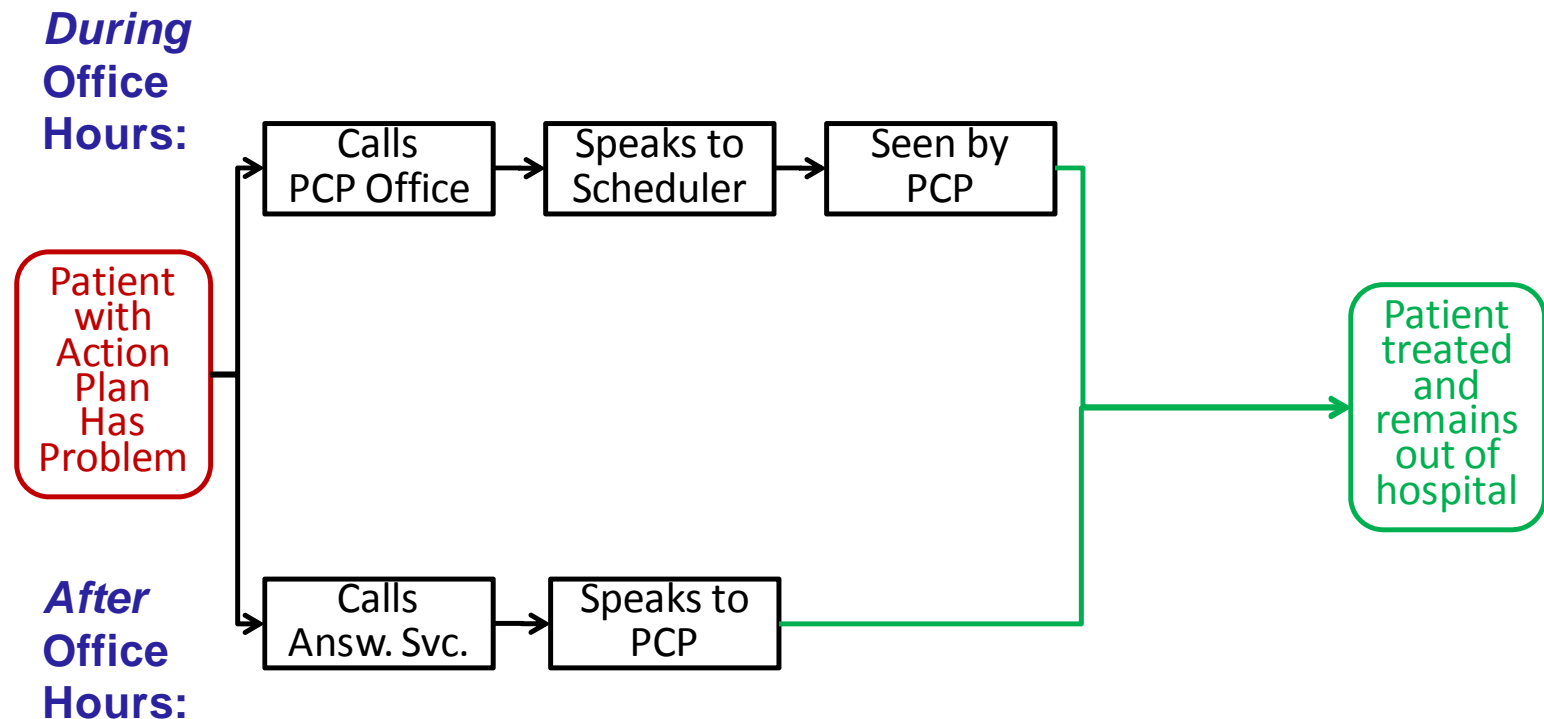 During
Office
Hours:
Calls
PCP Office
Speaks to
Scheduler
Seen by
PCP
Patient
with
Action
Plan
Has
Problem
Patient
treated
and
remains
out of
hospital
After
Office
Hours:
Calls
Answ. Svc.
Speaks to
PCP